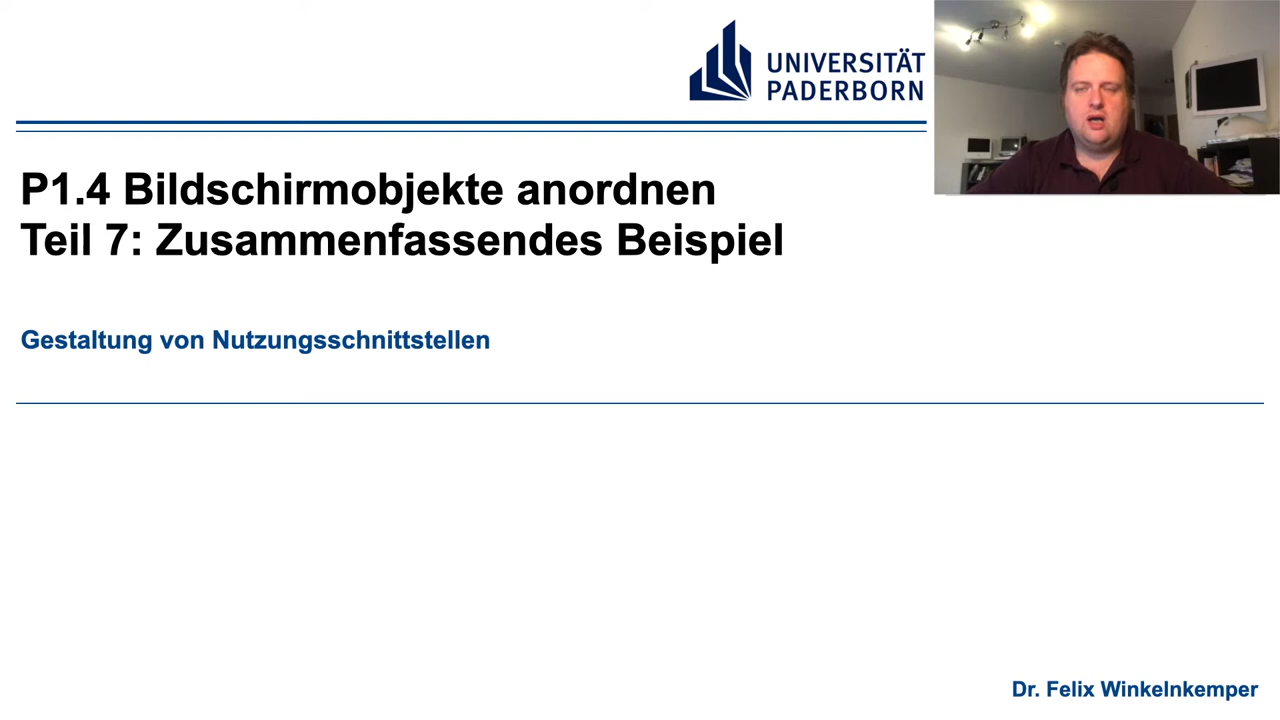 UNIVERSITÄT
PADERBORN
P1.4 Bildschirmobjekte anordnen
Teil 7: Zusammenfassendes Beispiel
Gestaltung von Nutzungsschnittstellen
Dr. Felix Winkelnkemper